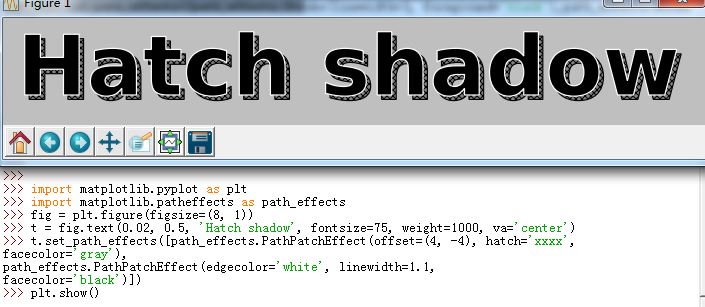 Figure 1
Hatch shadow
>>>
>>> import matplotlib.pyplot as plt
>>> import matplotlib.patheffects as path_effects
>>> fig = plt.figure(figsize=(8, 1))
>>> t = fig.text(0.02, 0.5, 'Hatch shadow', fontsize=75, weight=1000, va='center')
>>> t.set_path_effects([path_effects.PathPatchEffect(offset=(4, -4), hatch='xxxx',
facecolor='gray'),
path_effects.PathPatchEffect(edgecolor='white', linewidth=1.1,
facecolor='black')])
>>> plt.show()